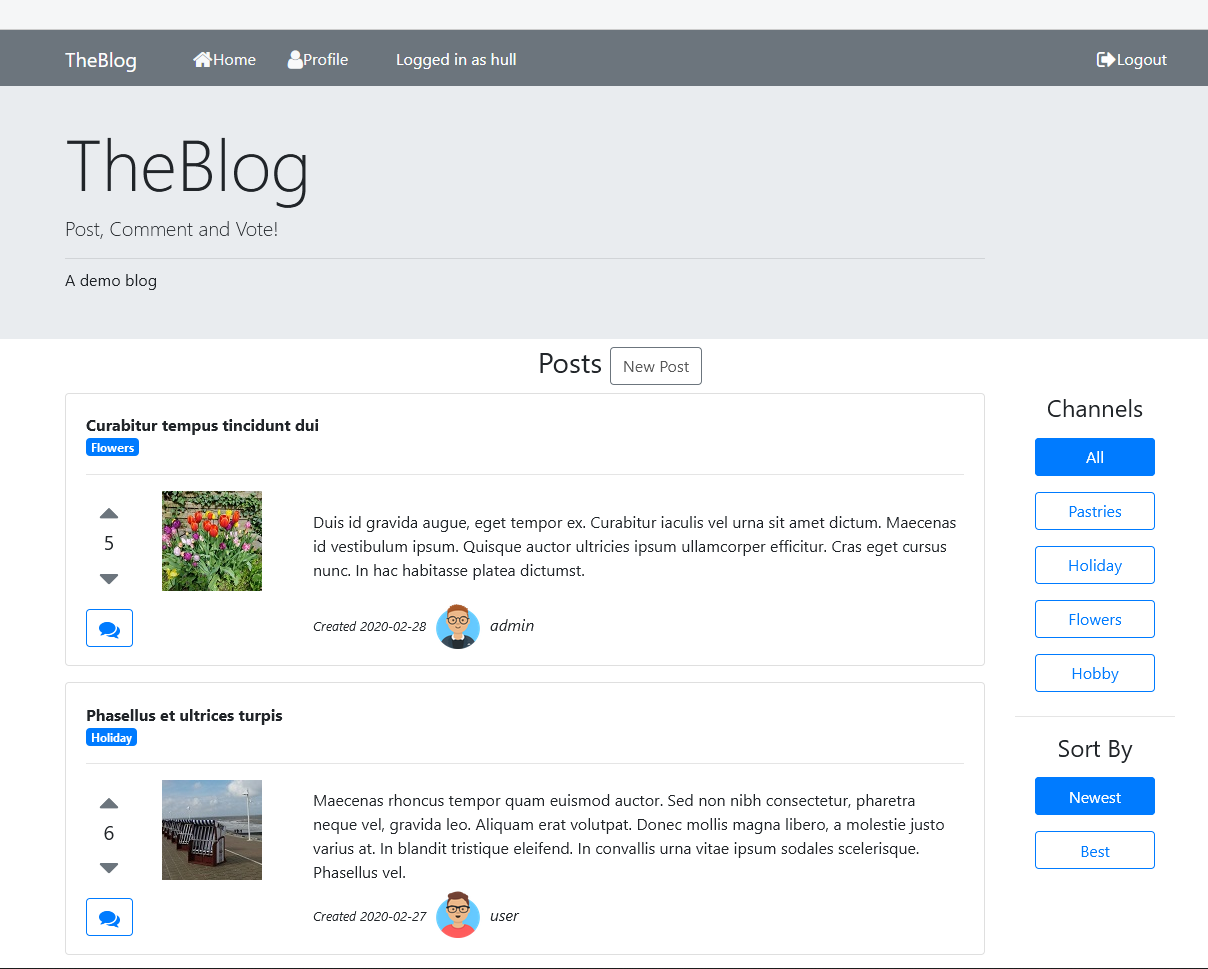 TheBlog Home Profile Logged in as hull Logout
TheBlog
Post, Comment and Vote!
A demo blog
Posts New Post
Curabitur tempus tincidunt dui
Flowers
5
Duis id gravida augue, eget tempor ex. Curabitur iaculis vel urna sit amet dictum. Maecenas
id vestibulum ipsum. Quisque auctor ultricies ipsum ullamcorper efficitur. Cras eget cursus
nunc. In hac habitasse platea dictumst.
Created 2020-02-28 admin
Phasellus et ultrices turpis
Holiday
6
Maecenas rhoncus tempor quam euismod auctor. Sed non nibh consectetur, pharetra
neque vel, gravida leo. Aliquam erat volutpat. Donec mollis magna libero, a molestie justo
varius at. In blandit tristique eleifend. In convallis urna vitae ipsum sodales scelerisque.
Phasellus vel.
Created 2020-02-27 user
Channels
All
Pastries
Holiday
Flowers
Hobby
Sort By
Newest
Best